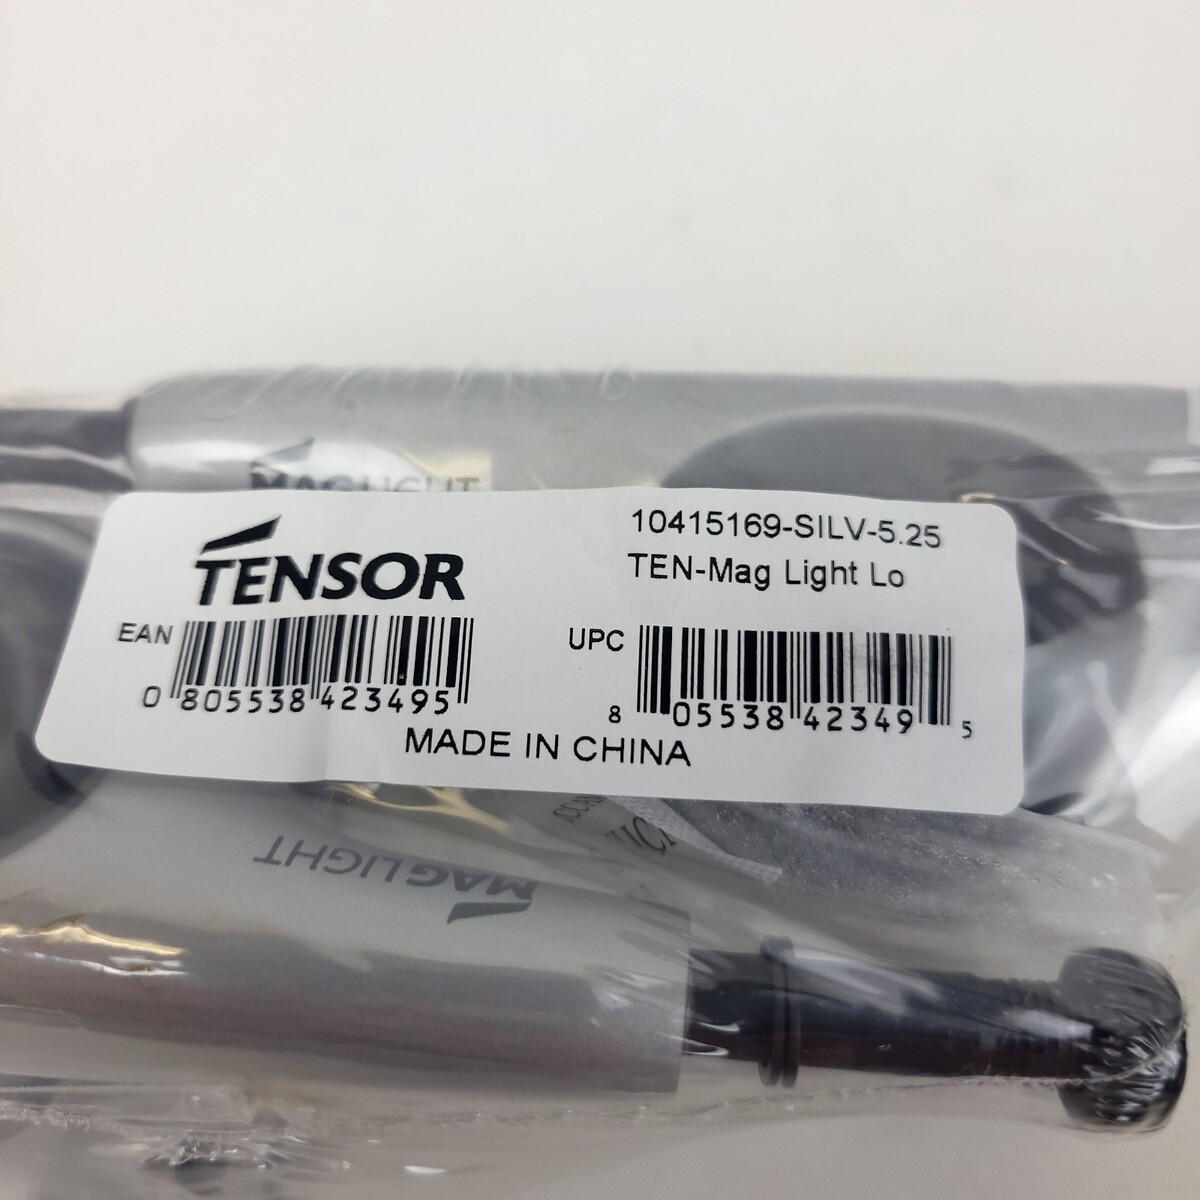 MAGLIGHT
TENSOR
10415169-SILV-5.25
TEN-Mag Light Lo
EAN
0 805538 423495
UPC
8 05538 42349 5
MADE IN CHINA
MAGLIGHT